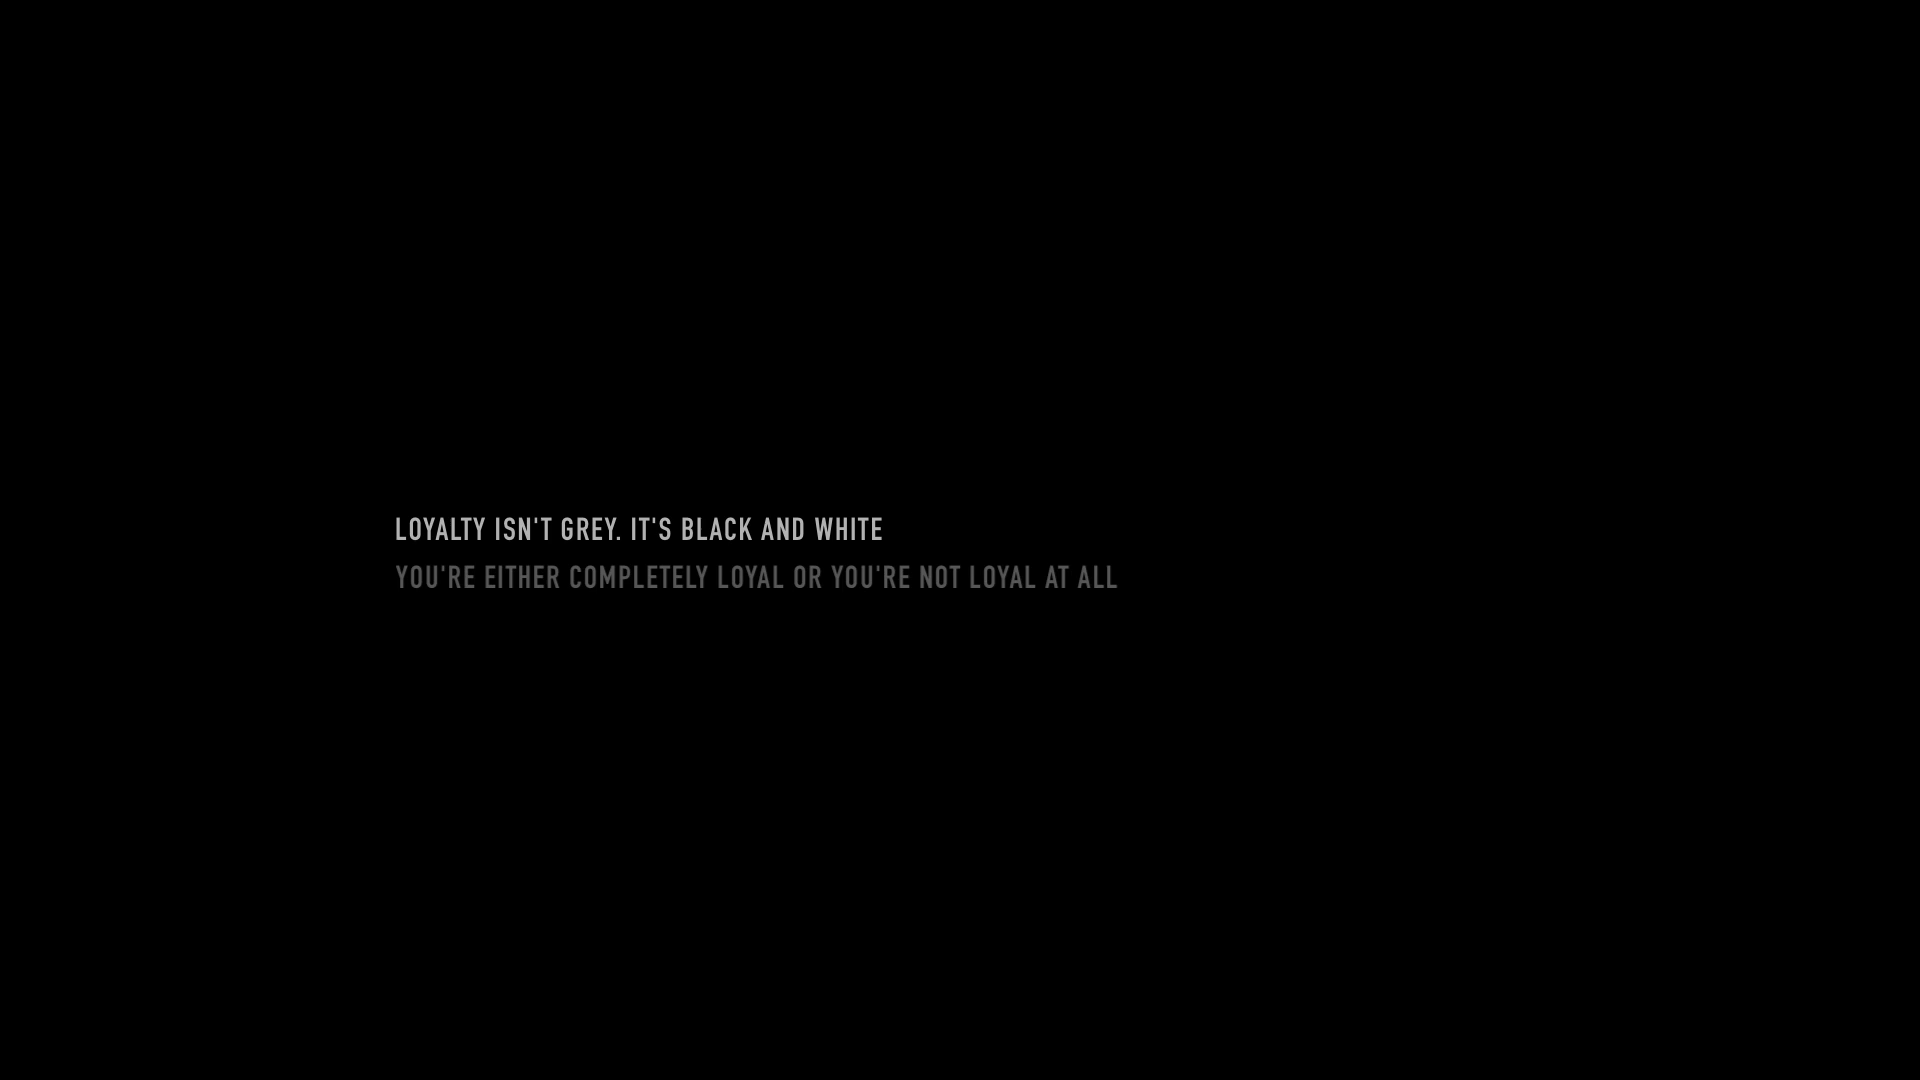 LOYALTY ISN'T GREY. IT'S BLACK AND WHITE
YOU'RE EITHER COMPLETELY LOYAL OR YOU'RE NOT LOYAL AT ALL